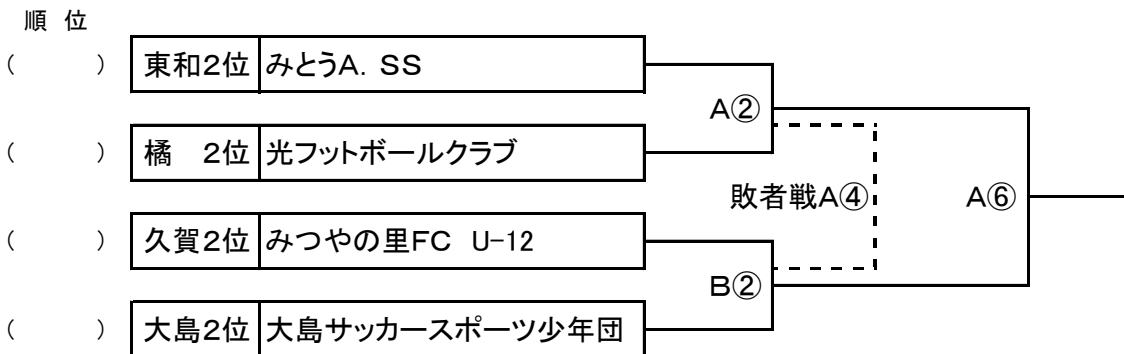 順 位
(　　　) 東和2位 みとうA. SS
A②
(　　　) 橘　2位 光フットボールクラブ
敗者戦A④ A⑥
(　　　) 久賀2位 みつやの里FC U-12
B②
(　　　) 大島2位 大島サッカースポーツ少年団